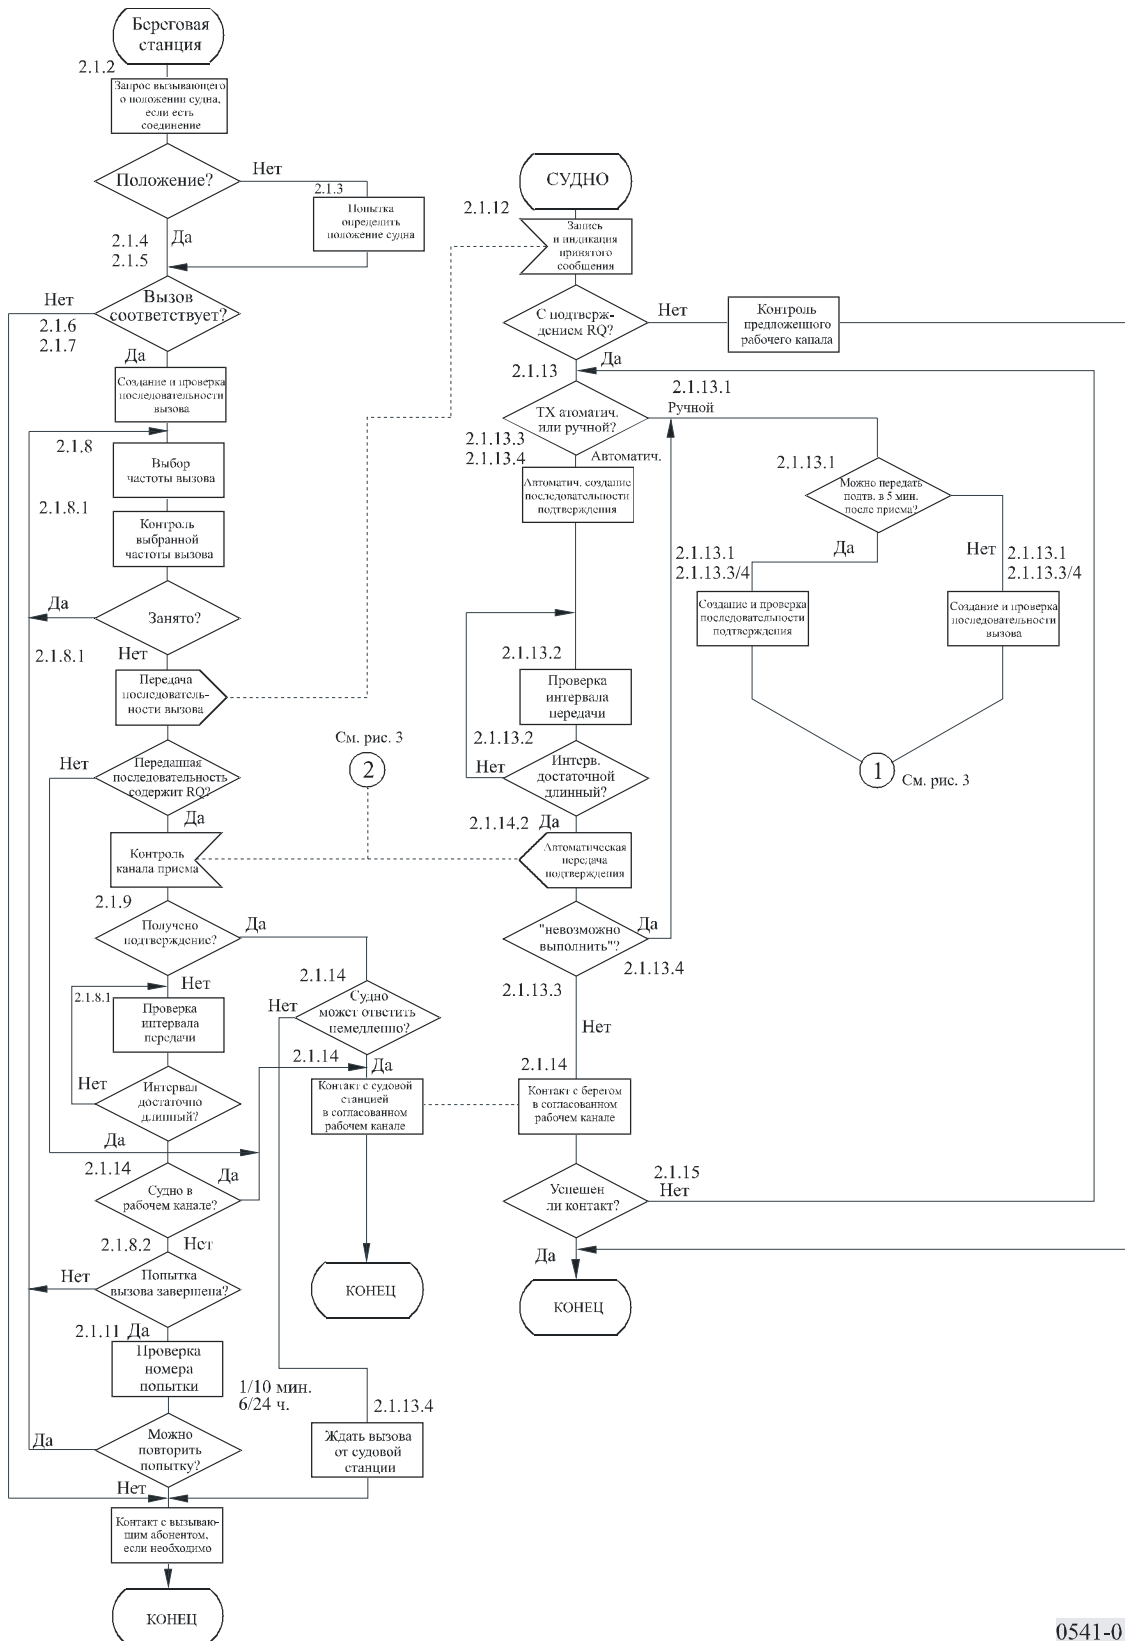 Береговая
станция
2.1.2
Запрос вызывающего
о положении судна,
если есть
соединение
Положение?
Нет
2.1.3
Попытка
определить
положение судна
2.1.4
Да
2.1.5
Нет
Вызов
соответствует?
2.1.6
2.1.7
Да
Создание и проверка
последовательности
вызова
2.1.8
Выбор
частоты вызова
2.1.8.1
Контроль
выбранной
частоты вызова
Да
Занято?
2.1.8.1
Нет
Передача
последователь-
ности вызова
Нет
Переданная
последовательность
содержит RQ?
Да
Контроль
канала приема
2.1.9
Получено
подтверждение?
Да
Нет
2.1.8.1
Проверка
интервала
передачи
Нет
Интервал
достаточно
длинный?
Да
2.1.14
Судно в
рабочем канале?
Да
2.1.8.2
Нет
Нет
Попытка
вызова завершена?
2.1.11
Да
Проверка
номера
попытки
Да
Можно
повторить
попытку?
Нет
Контакт с вызываю-
щим абонентом,
если необходимо
КОНЕЦ
См. рис. 3
2
2.1.14
Нет
Судно
может ответить
немедленно?
2.1.14
Да
Контакт с судовой
станцией
в согласованном
рабочем канале
КОНЕЦ
1/10 мин.
6/24 ч.
2.1.13.4
Ждать вызова
от судовой
станции
СУДНО
2.1.12
Запись
и индикация
принятого
сообщения
С подтверж-
дением RQ?
Нет
Контроль
предложенного
рабочего канала
Да
2.1.13
2.1.13.1
ТХ атоматич.
или ручной?
Ручной
2.1.13.3
2.1.13.4
Автоматич.
Автоматич. создание
последовательности
подтверждения
2.1.13.1
Можно передать
подтв. в 5 мин.
после приема?
Да
Нет
2.1.13.1
2.1.13.3/4
2.1.13.1
2.1.13.3/4
Создание и проверка
последовательности
подтверждения
Создание и проверка
последовательности
вызова
1
См. рис. 3
2.1.13.2
Проверка
интервала
передачи
2.1.13.2
Нет
Интерв.
достаточной
длинный?
2.1.14.2
Да
Автоматическая
передача
подтверждения
"невозможно
выполнить"?
Да
2.1.13.4
2.1.13.3
Нет
2.1.14
Контакт с берегом
в согласованном
рабочем канале
2.1.15
Успешен
ли контакт?
Нет
Да
КОНЕЦ
0541-0